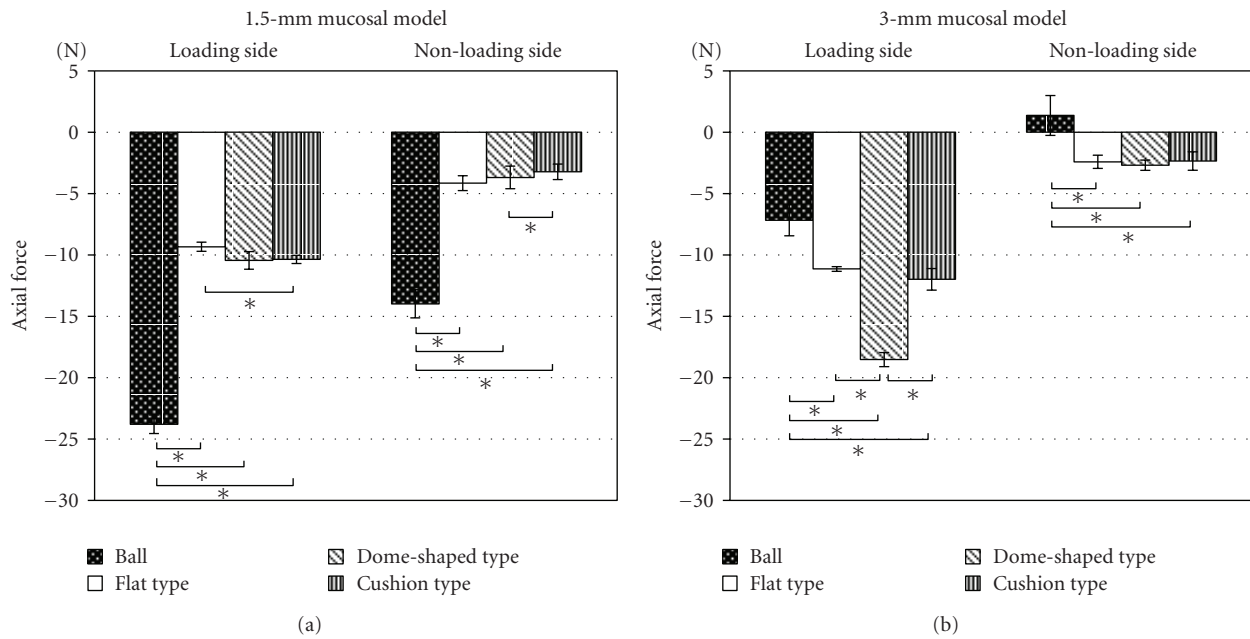 1.5-mm mucosal model
(N) Loading side Non-loading side
5
0
−5
−10
−15
−20
−25
−30
Axial force
* * * * * * * *
Ball Dome-shaped type
Flat type Cushion type
(a)
3-mm mucosal model
(N) Loading side Non-loading side
5
0
−5
−10
−15
−20
−25
−30
Axial force
* * * * * * * *
Ball Dome-shaped type
Flat type Cushion type
(b)